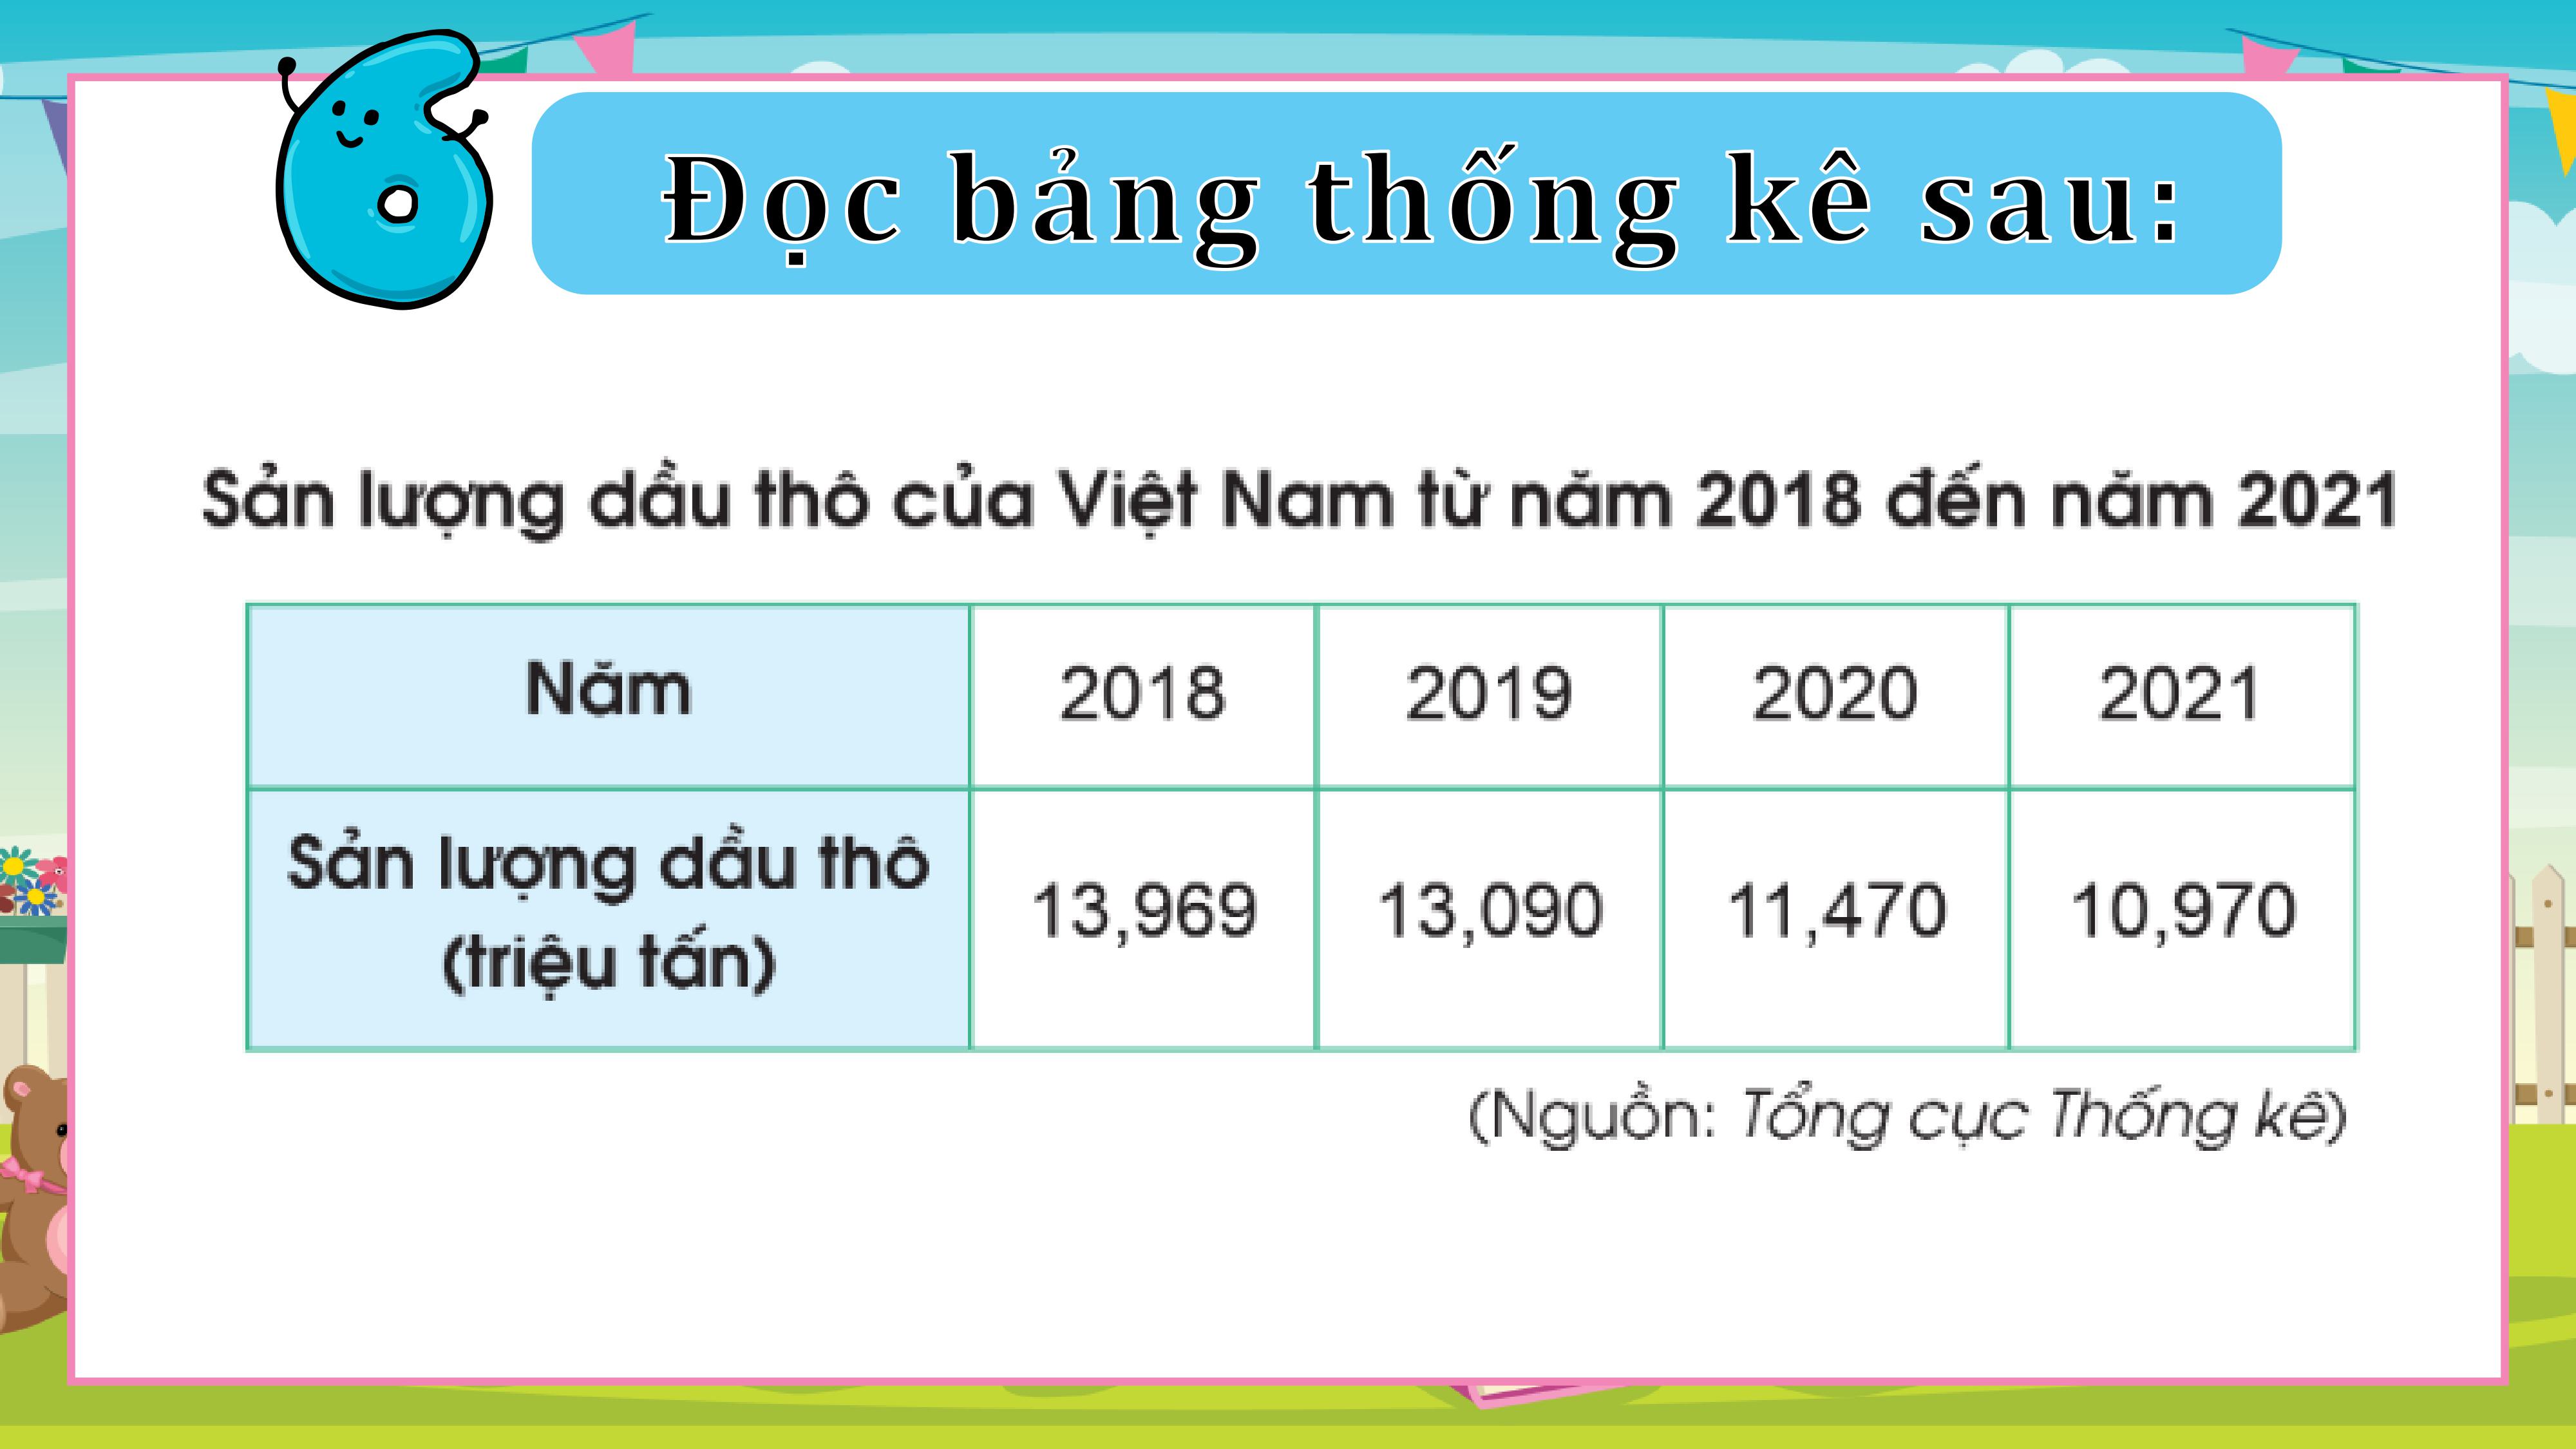 6
Đọc bảng thống kê sau:
Sản lượng dầu thô của Việt Nam từ năm 2018 đến năm 2021
Năm 2018 2019 2020 2021
Sản lượng dầu thô
(triệu tấn) 13,969 13,090 11,470 10,970
(Nguồn: Tổng cục Thống kê)